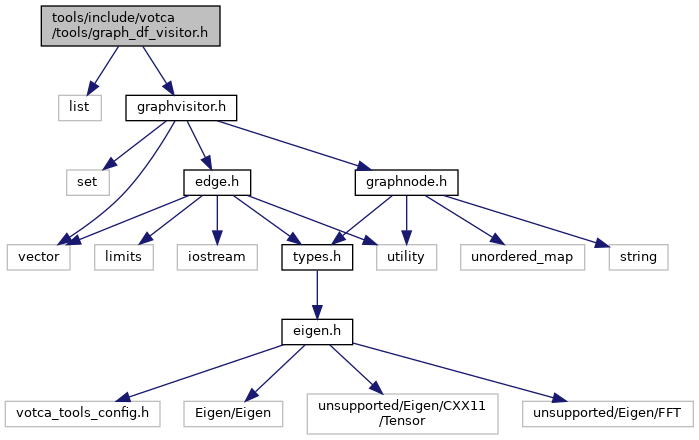 tools/include/votca
/tools/graph_df_visitor.h
list
graphvisitor.h
set
edge.h
graphnode.h
vector
limits
iostream
types.h
utility
unordered_map
string
eigen.h
votca_tools_config.h
Eigen/Eigen
unsupported/Eigen/CXX11
/Tensor
unsupported/Eigen/FFT